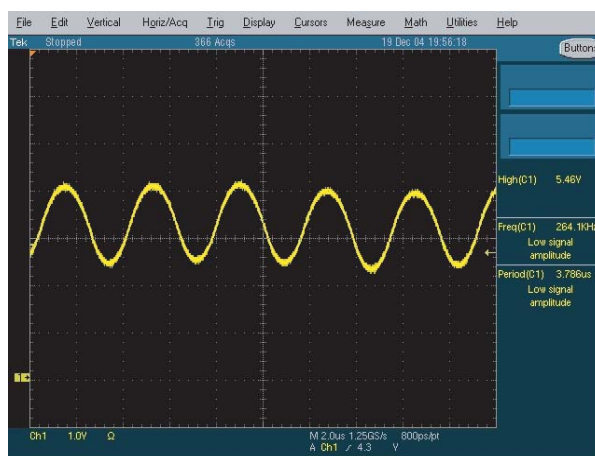 File Edit Vertical Horiz/Acq Trig Display Cursors Measure Math Utilities Help
Tek Stopped 366 Acqs 19 Dec 04 19:56:18
Buttons
High(C1) 5.46V
Freq(C1) 264.1KHz
Low signal
amplitude
Period(C1) 3.786us
Low signal
amplitude
1
Ch1 1.0V Ω M 2.0us 1.25GS/s 800ps/pt
A Ch1 / 4.3 V